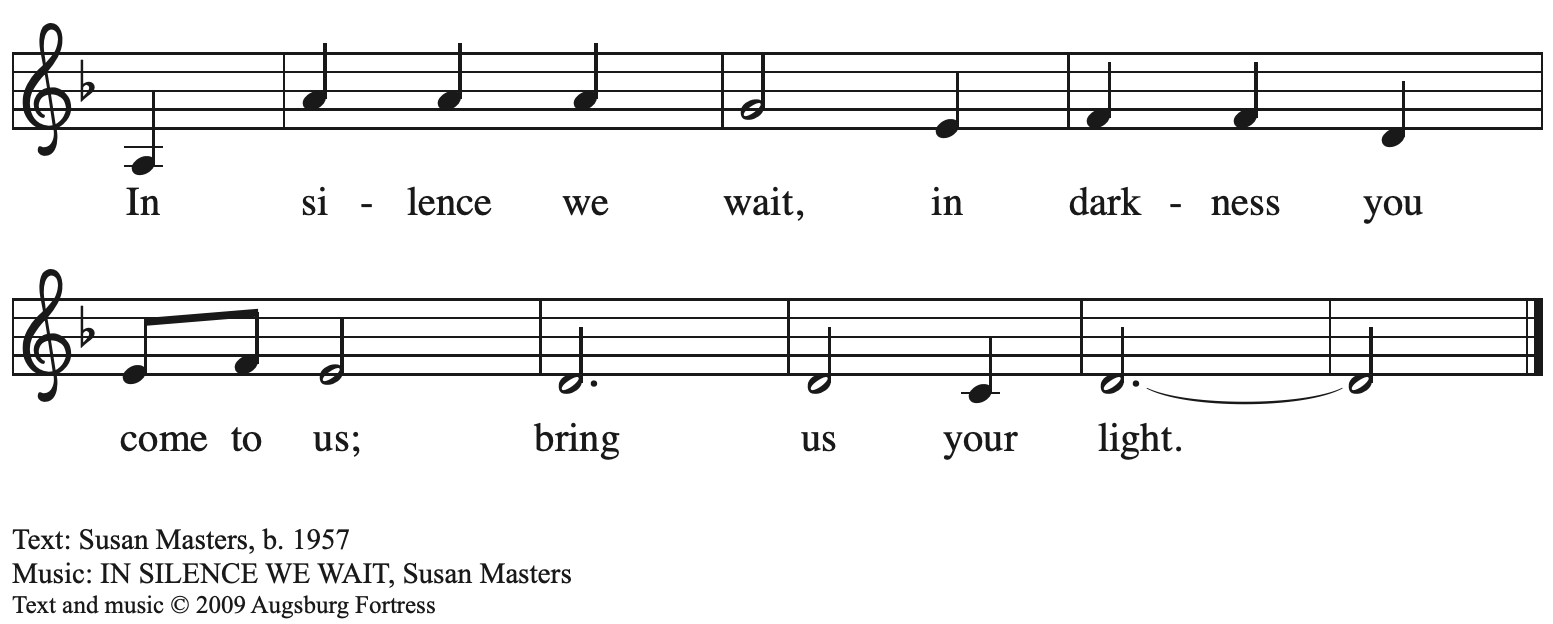 In si - lence we wait, in dark - ness you
come to us; bring us your light.
Text: Susan Masters, b. 1957
Music: IN SILENCE WE WAIT, Susan Masters
Text and music © 2009 Augsburg Fortress